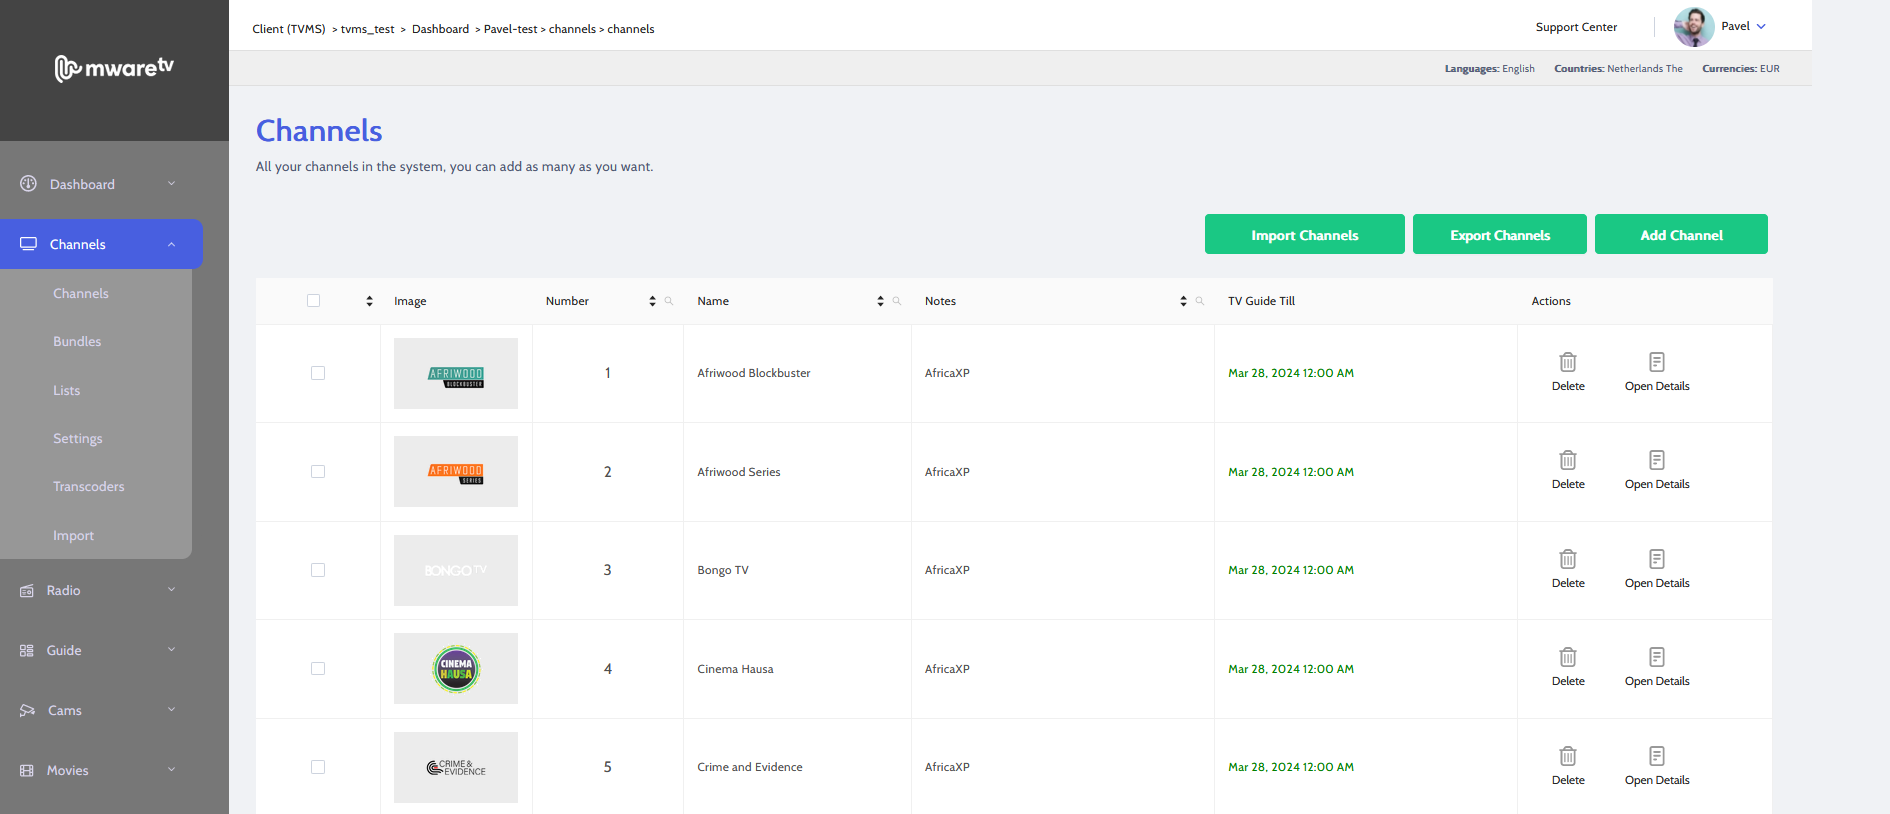 mwaretv
Client (TVMS) > tvms_test > Dashboard > Pavel-test > channels > channels
Support Center
Pavel
Languages: English Countries: Netherlands The Currencies: EUR
Channels
All your channels in the system, you can add as many as you want.
Import Channels Export Channels Add Channel
Dashboard
Channels
Channels
Bundles
Lists
Settings
Transcoders
Import
Radio
Guide
Cams
Movies
Image Number Name Notes TV Guide Till Actions
AFRIWOOD
BLOCKBUSTER
1 Afriwood Blockbuster AfricaXP Mar 28, 2024 12:00 AM Delete Open Details
AFRIWOOD
SERIES
2 Afriwood Series AfricaXP Mar 28, 2024 12:00 AM Delete Open Details
BONGO TV
3 Bongo TV AfricaXP Mar 28, 2024 12:00 AM Delete Open Details
CINEMA
HAUSA
4 Cinema Hausa AfricaXP Mar 28, 2024 12:00 AM Delete Open Details
CRIME &
EVIDENCE
5 Crime and Evidence AfricaXP Mar 28, 2024 12:00 AM Delete Open Details